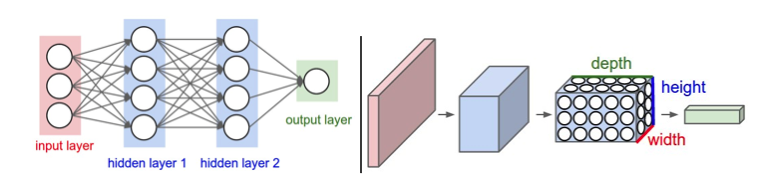 input layer
hidden layer 1
hidden layer 2
output layer
depth
height
width